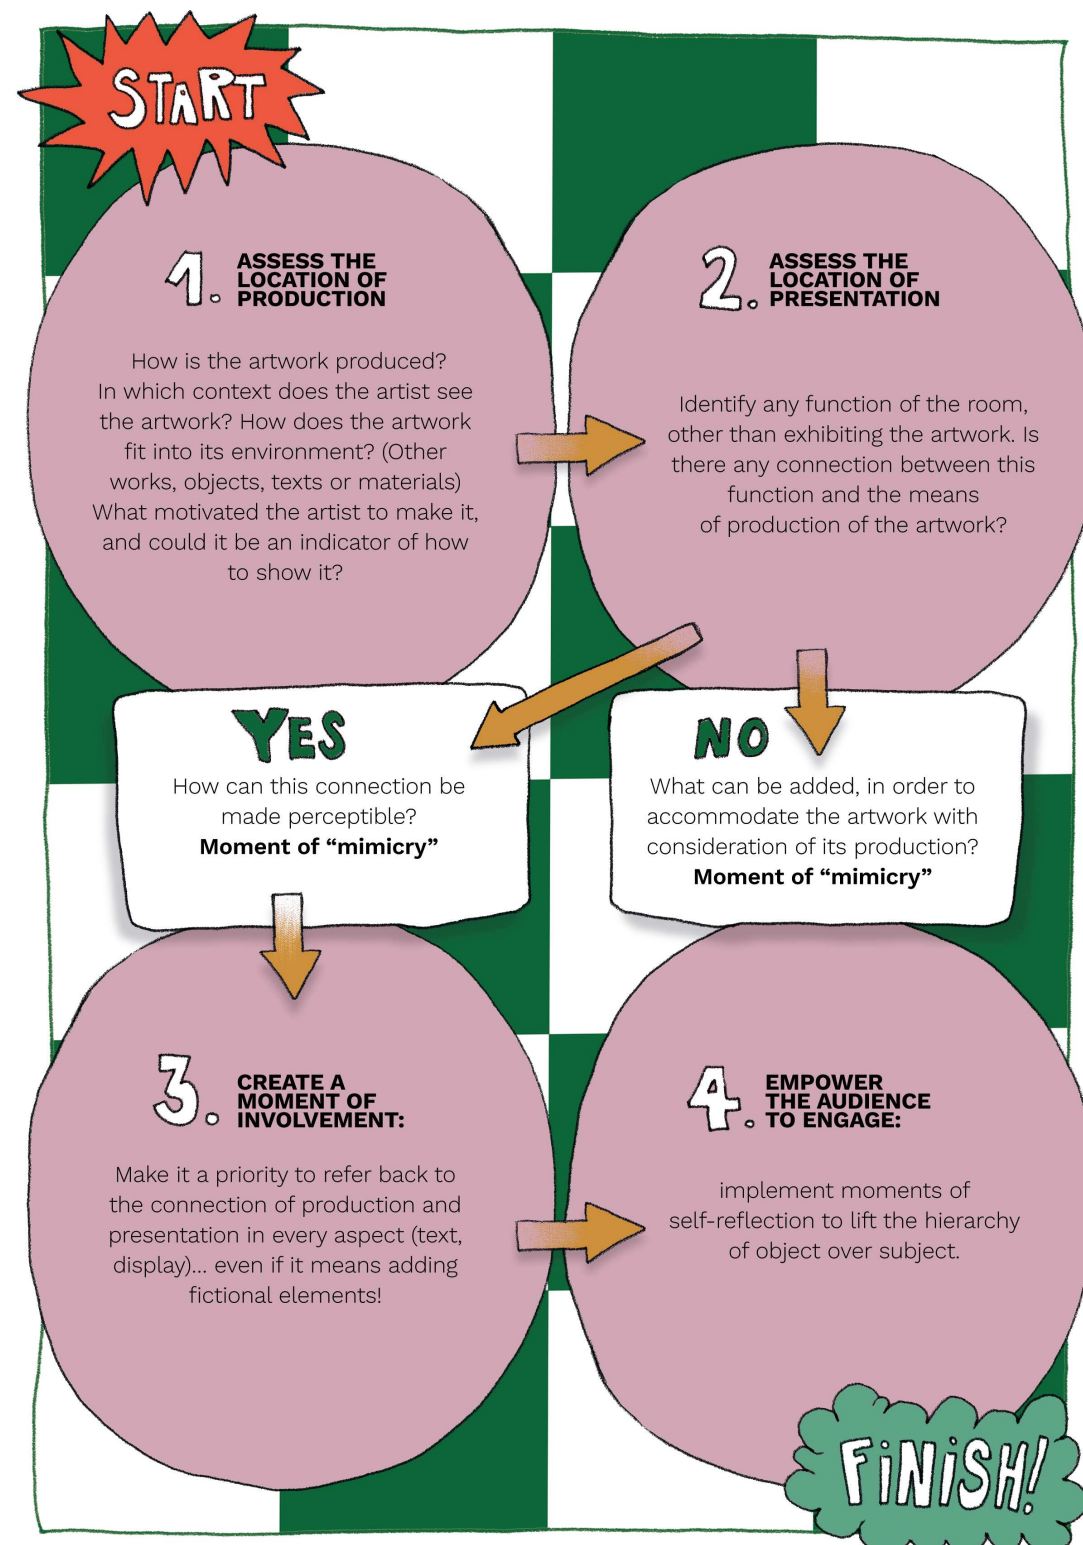 START
1. ASSESS THE
LOCATION OF
PRODUCTION
How is the artwork produced?
In which context does the artist see
the artwork? How does the artwork
fit into its environment? (Other
works, objects, texts or materials)
What motivated the artist to make it,
and could it be an indicator of how
to show it?
2. ASSESS THE
LOCATION OF
PRESENTATION
Identify any function of the room,
other than exhibiting the artwork. Is
there any connection between this
function and the means
of production of the artwork?
YES
How can this connection be
made perceptible?
Moment of “mimicry”
NO
What can be added, in order to
accommodate the artwork with
consideration of its production?
Moment of “mimicry”
3. CREATE A
MOMENT OF
INVOLVEMENT:
Make it a priority to refer back to
the connection of production and
presentation in every aspect (text,
display)... even if it means adding
fictional elements!
4. EMPOWER
THE AUDIENCE
TO ENGAGE:
implement moments of
self-reflection to lift the hierarchy
of object over subject.
FiNiSH!